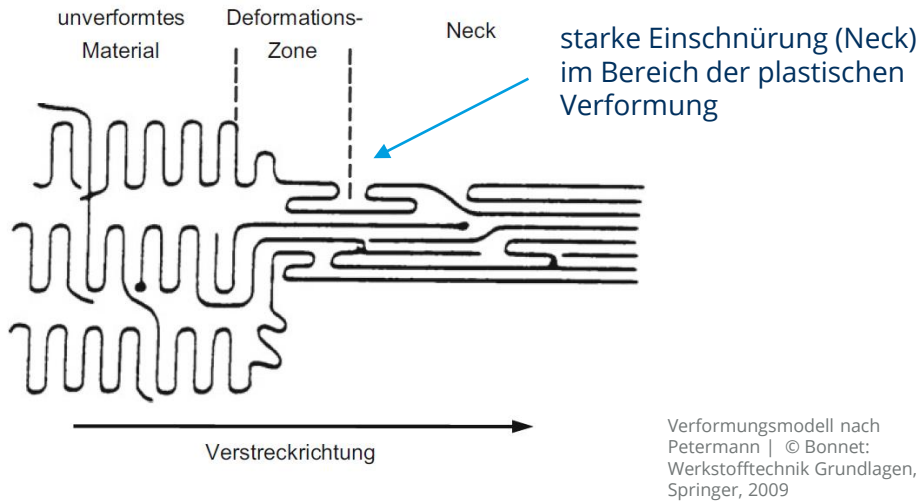 unverformtes
Material
Deformations-
Zone
Neck
starke Einschnürung (Neck)
im Bereich der plastischen
Verformung
Verstreckrichtung
Verformungsmodell nach
Petermann | © Bonnet:
Werkstofftechnik Grundlagen,
Springer, 2009